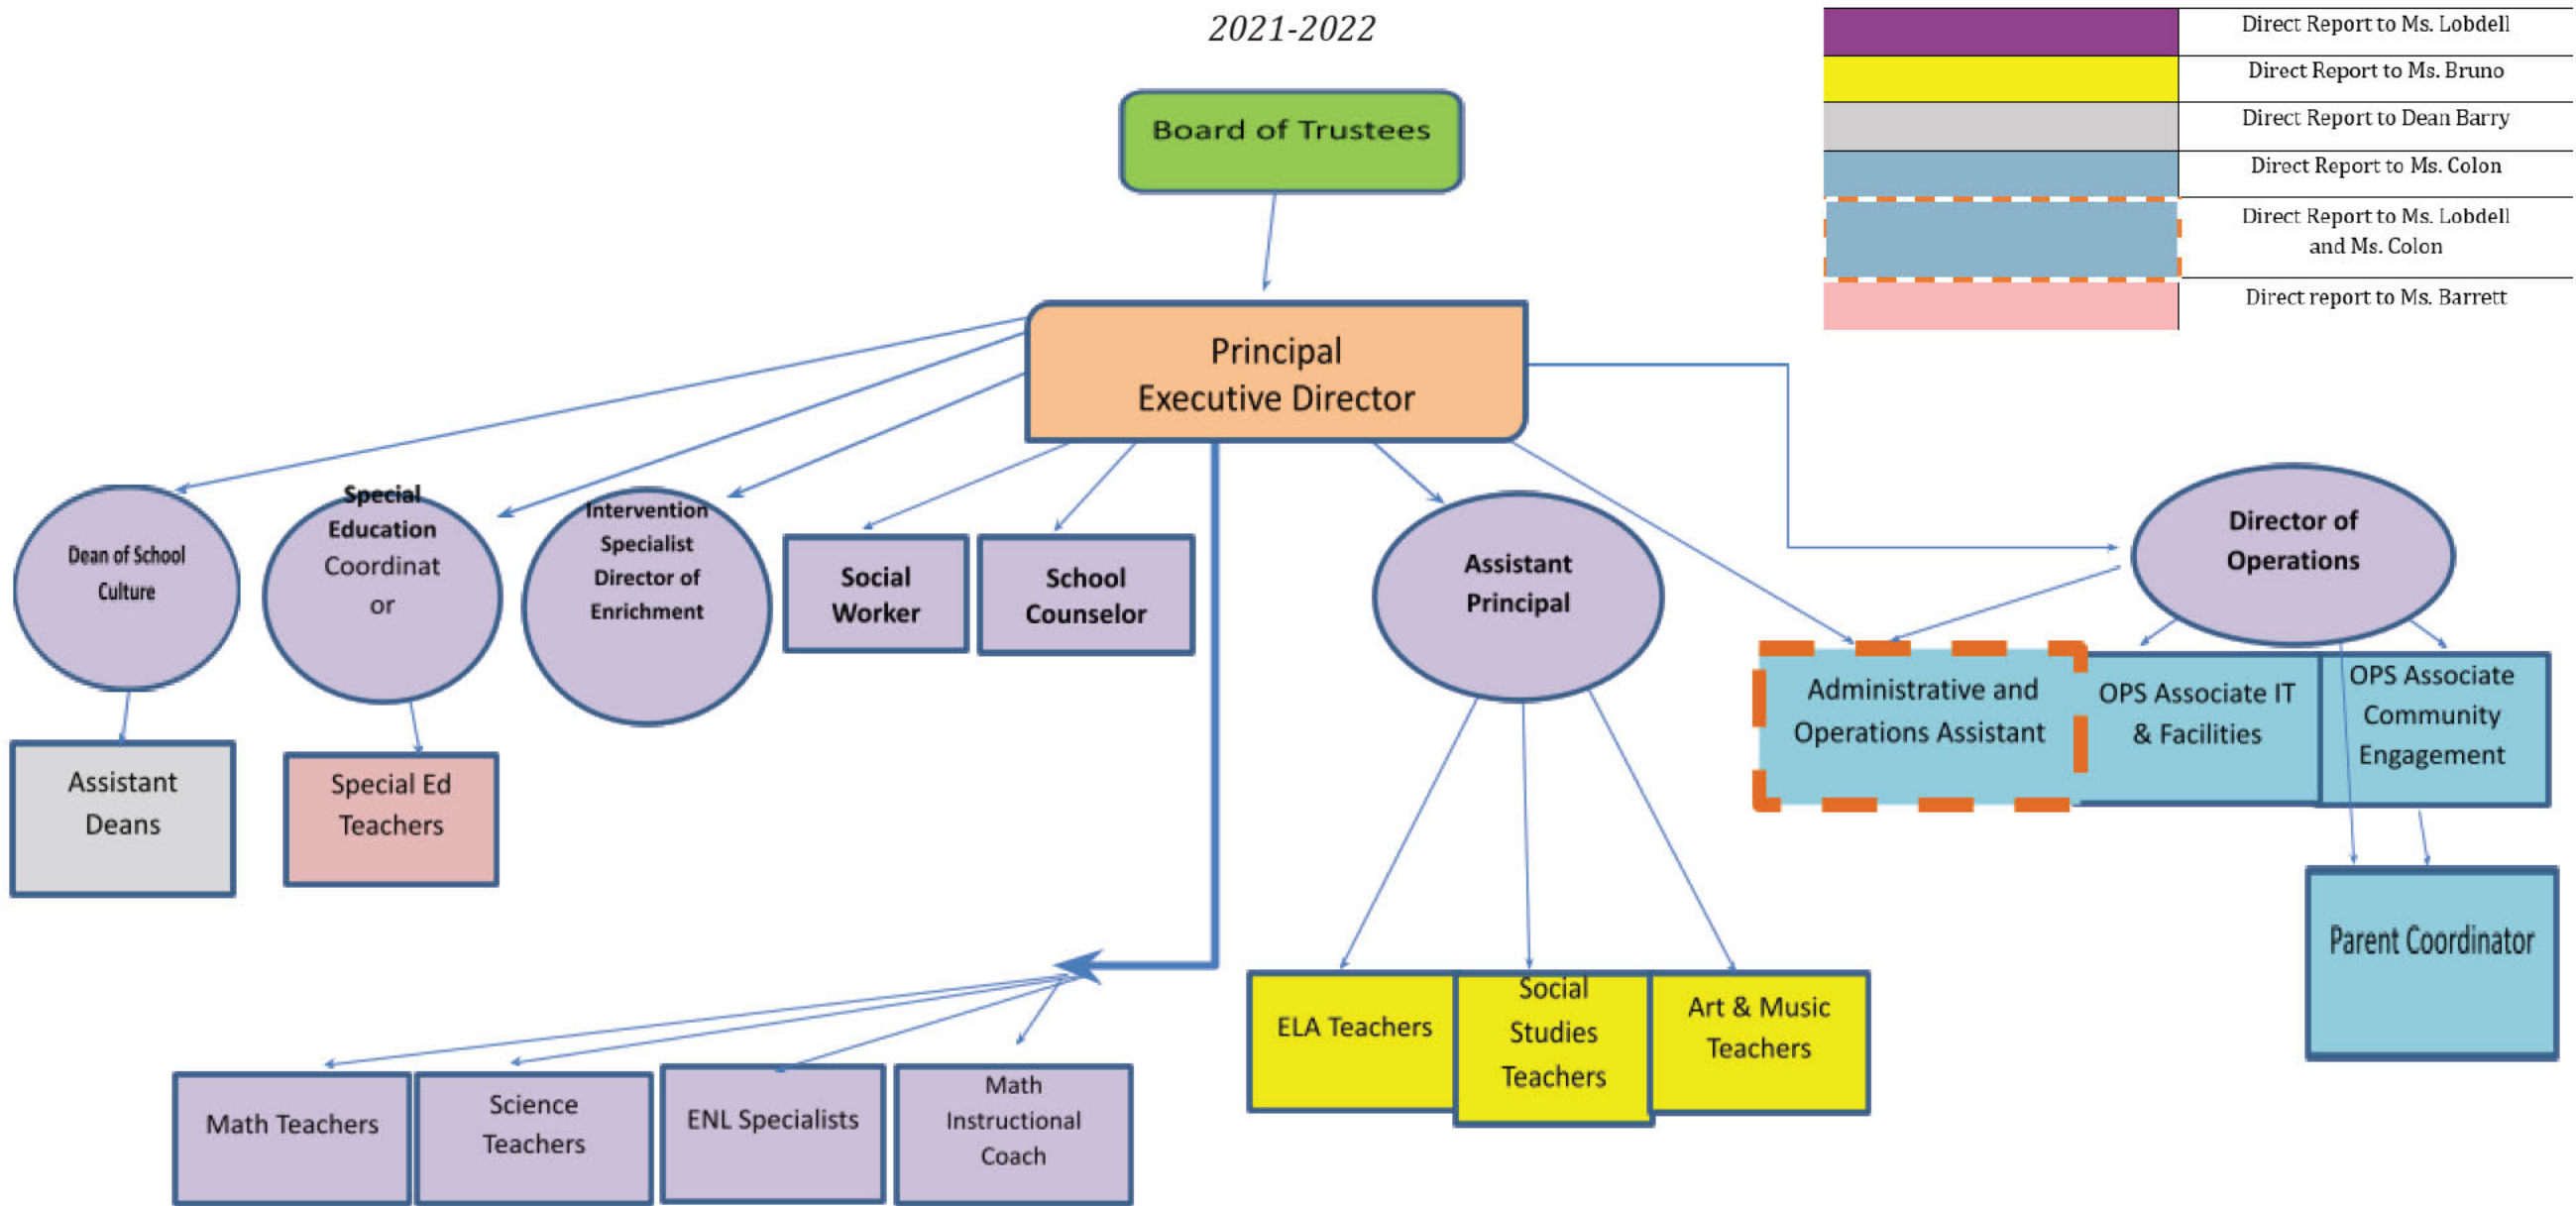 2021-2022
Direct Report to Ms. Lobdell
Direct Report to Ms. Bruno
Direct Report to Dean Barry
Direct Report to Ms. Colon
Direct Report to Ms. Lobdell
and Ms. Colon
Direct report to Ms. Barrett
Board of Trustees
Principal
Executive Director
Dean of School
Culture
Special
Education
Coordinat
or
Intervention
Specialist
Director of
Enrichment
Social
Worker
School
Counselor
Assistant
Principal
Director of
Operations
Assistant
Deans
Special Ed
Teachers
Administrative and
Operations Assistant
OPS Associate IT
& Facilities
OPS Associate
Community
Engagement
Parent Coordinator
ELA Teachers
Social
Studies
Teachers
Art & Music
Teachers
Math Teachers
Science
Teachers
ENL Specialists
Math
Instructional
Coach